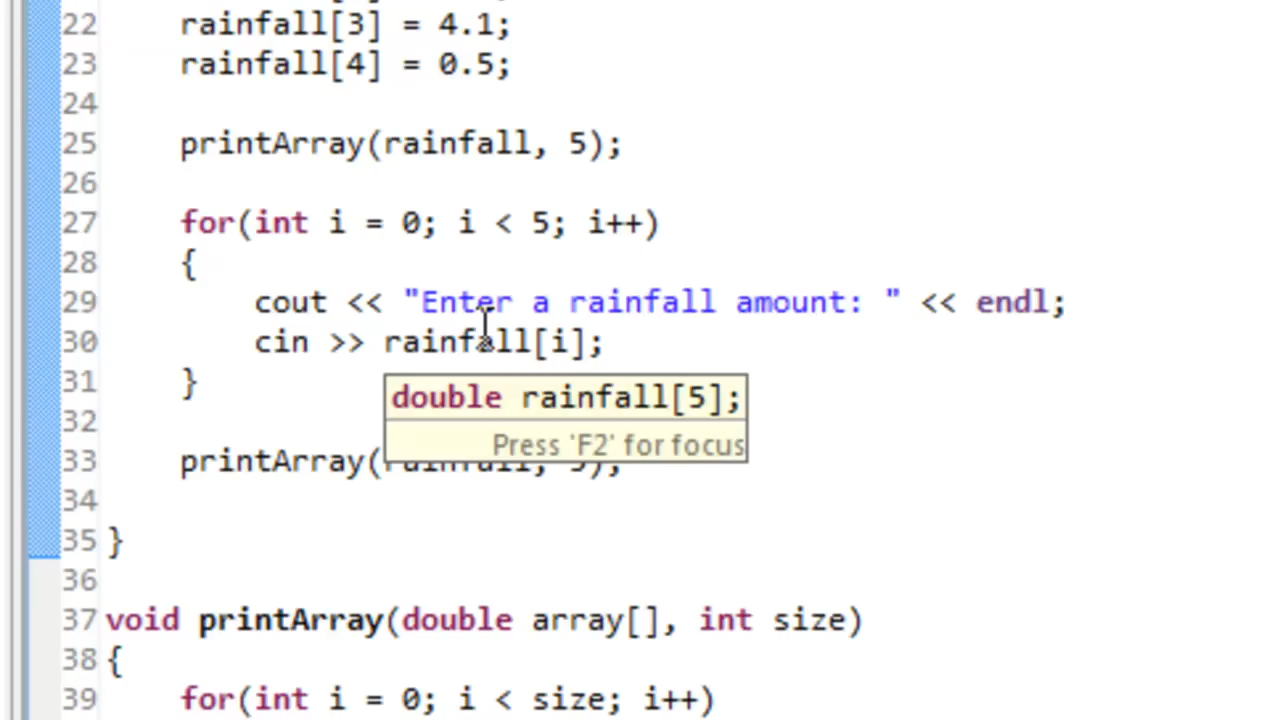 22 rainfall[3] = 4.1;
23 rainfall[4] = 0.5;
24
25 printArray(rainfall, 5);
26
27 for(int i = 0; i < 5; i++)
28 {
29 cout << "Enter a rainfall amount: " << endl;
30 cin >> rainfall[i];
31 }
double rainfall[5];
32
Press 'F2' for focus
33 printArray(rainfall, 5);
34
35 }
36
37 void printArray(double array[], int size)
38 {
39 for(int i = 0; i < size; i++)